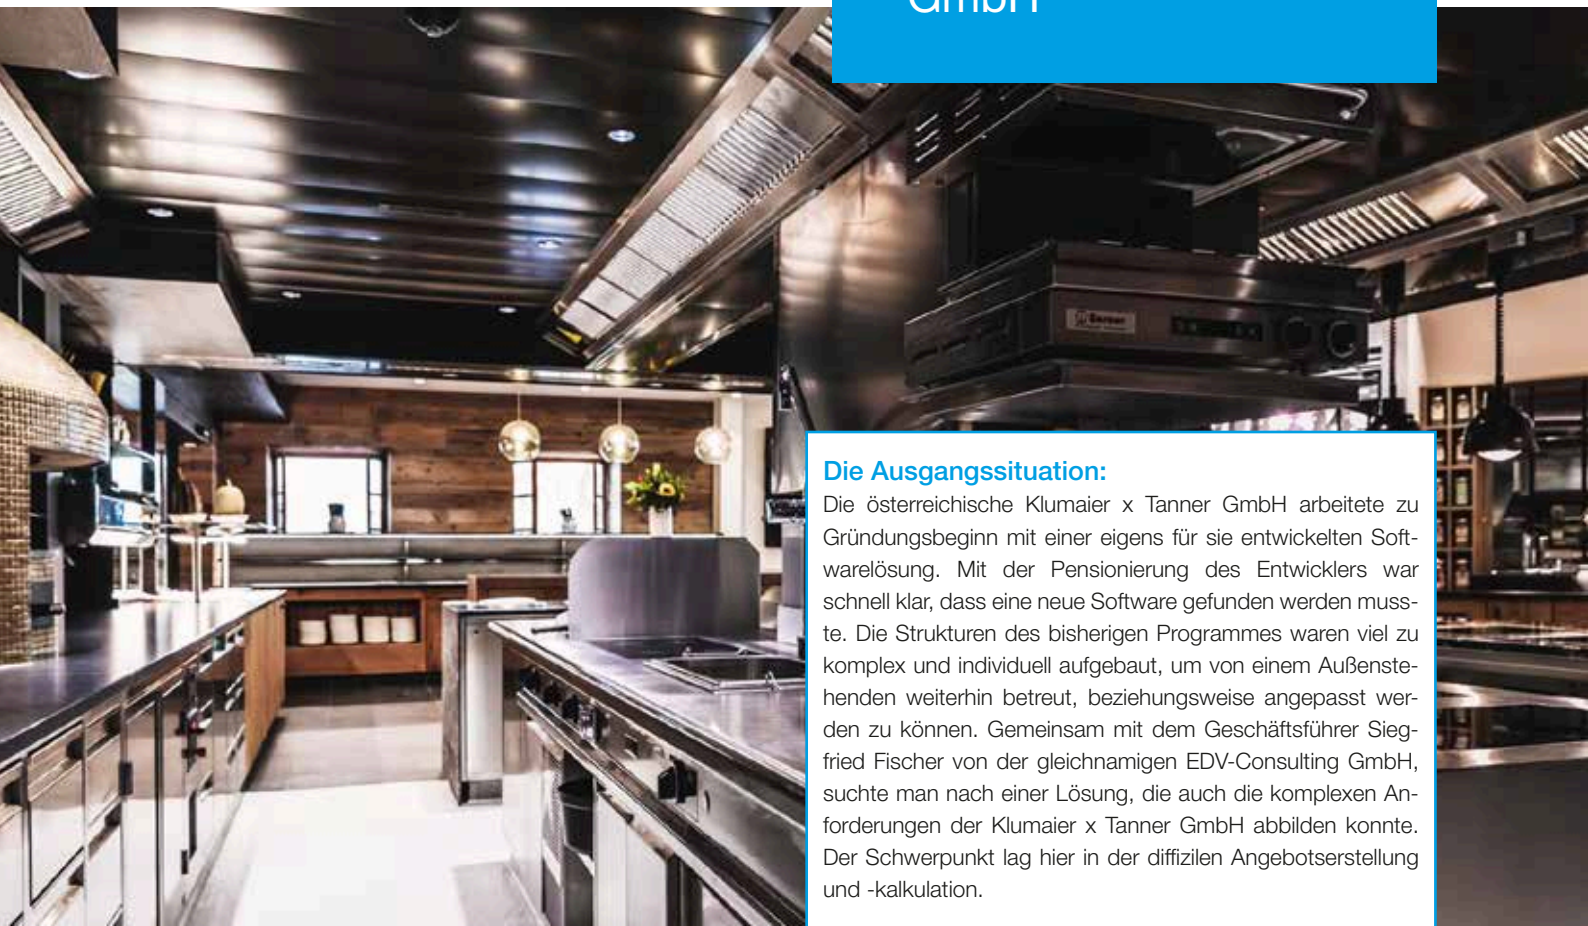 GmbH
Berner
Die Ausgangssituation:
Die österreichische Klumaier x Tanner GmbH arbeitete zu
Gründungsbeginn mit einer eigens für sie entwickelten Soft-
warelösung. Mit der Pensionierung des Entwicklers war
schnell klar, dass eine neue Software gefunden werden muss-
te. Die Strukturen des bisherigen Programmes waren viel zu
komplex und individuell aufgebaut, um von einem Außenste-
henden weiterhin betreut, beziehungsweise angepasst wer-
den zu können. Gemeinsam mit dem Geschäftsführer Sieg-
fried Fischer von der gleichnamigen EDV-Consulting GmbH,
suchte man nach einer Lösung, die auch die komplexen An-
forderungen der Klumaier x Tanner GmbH abbilden konnte.
Der Schwerpunkt lag hier in der diffizilen Angebotserstellung
und -kalkulation.